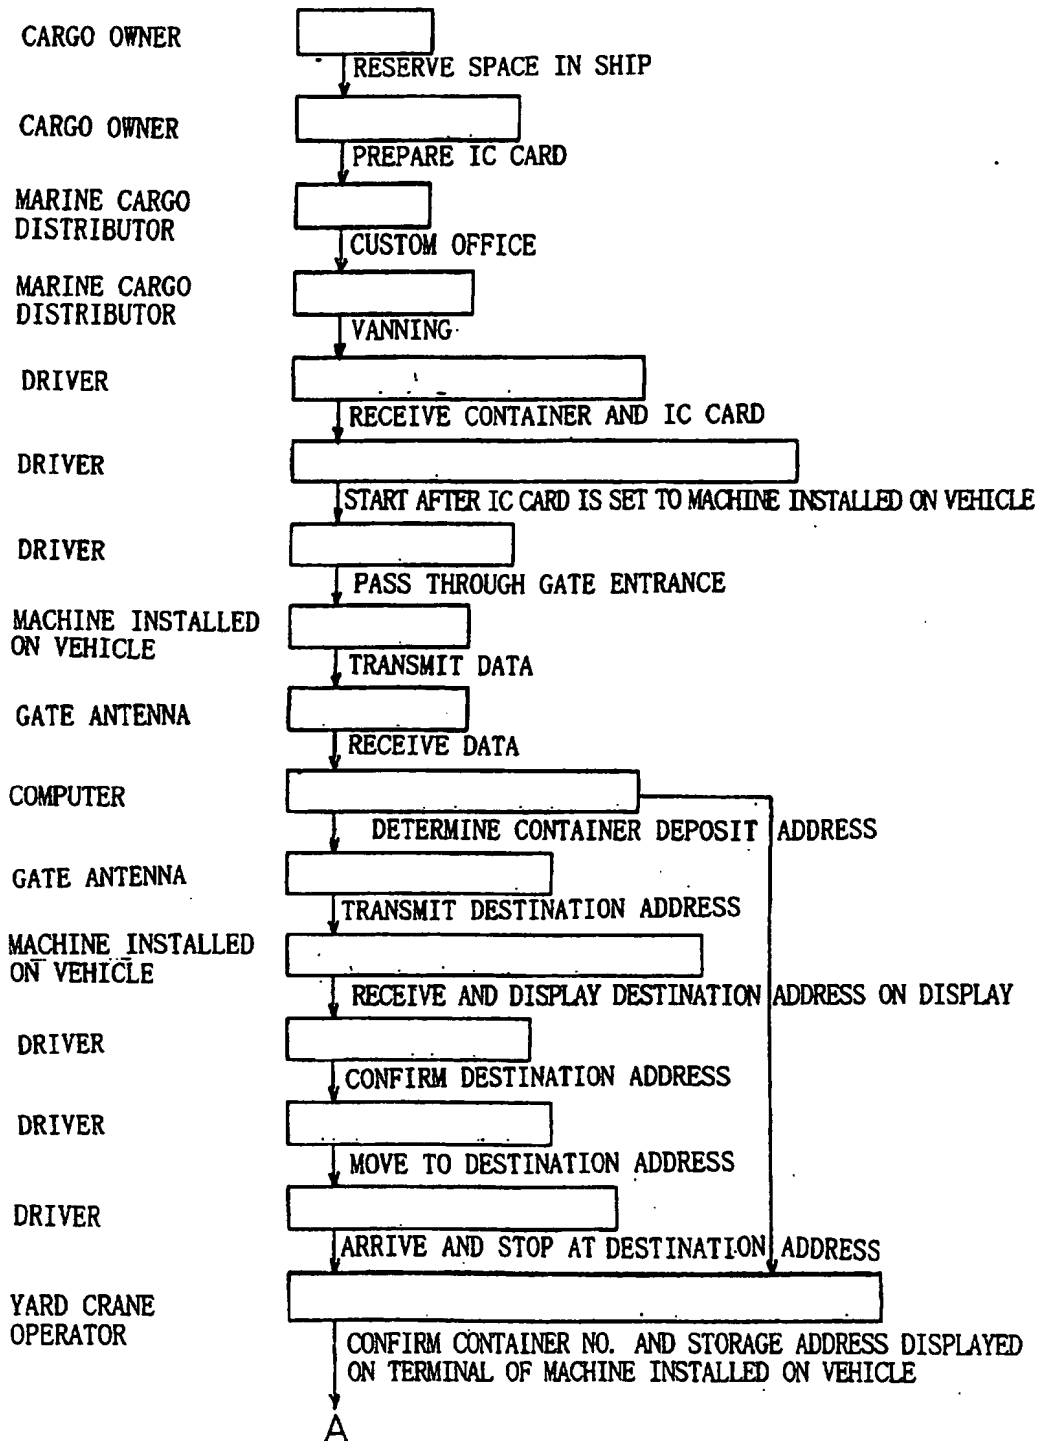 CARGO OWNER
RESERVE SPACE IN SHIP
CARGO OWNER
PREPARE IC CARD
MARINE CARGO
DISTRIBUTOR
CUSTOM OFFICE
MARINE CARGO
DISTRIBUTOR
VANNING
DRIVER
RECEIVE CONTAINER AND IC CARD
DRIVER
START AFTER IC CARD IS SET TO MACHINE INSTALLED ON VEHICLE
DRIVER
PASS THROUGH GATE ENTRANCE
MACHINE INSTALLED
ON VEHICLE
TRANSMIT DATA
GATE ANTENNA
RECEIVE DATA
COMPUTER
DETERMINE CONTAINER DEPOSIT ADDRESS
GATE ANTENNA
TRANSMIT DESTINATION ADDRESS
MACHINE INSTALLED
ON VEHICLE
RECEIVE AND DISPLAY DESTINATION ADDRESS ON DISPLAY
DRIVER
CONFIRM DESTINATION ADDRESS
DRIVER
MOVE TO DESTINATION ADDRESS
DRIVER
ARRIVE AND STOP AT DESTINATION ADDRESS
YARD CRANE
OPERATOR
CONFIRM CONTAINER NO. AND STORAGE ADDRESS DISPLAYED
ON TERMINAL OF MACHINE INSTALLED ON VEHICLE
A